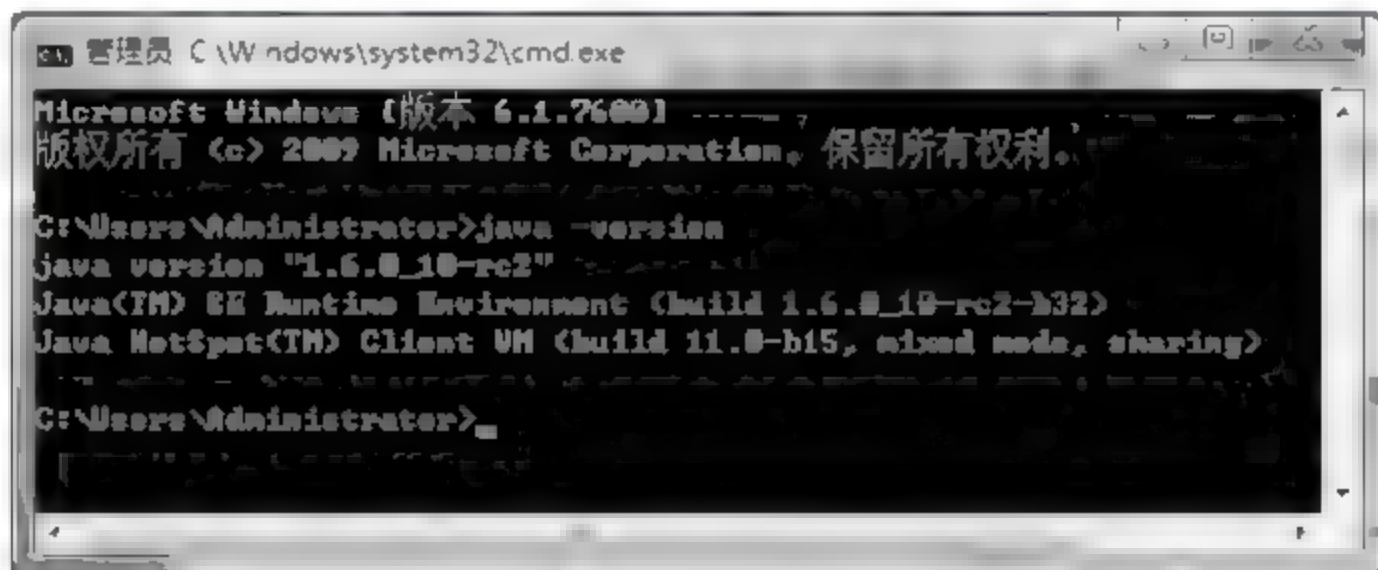 管理员 C:\Windows\system32\cmd.exe
Microsoft Windows [版本 6.1.7600]
版权所有 (c) 2009 Microsoft Corporation。保留所有权利。
C:\Users\Administrator>java -version
java version "1.6.0_10-rc2"
Java(TM) SE Runtime Environment (build 1.6.0_10-rc2-b32)
Java HotSpot(TM) Client VM (build 11.0-b15, mixed mode, sharing)
C:\Users\Administrator>_